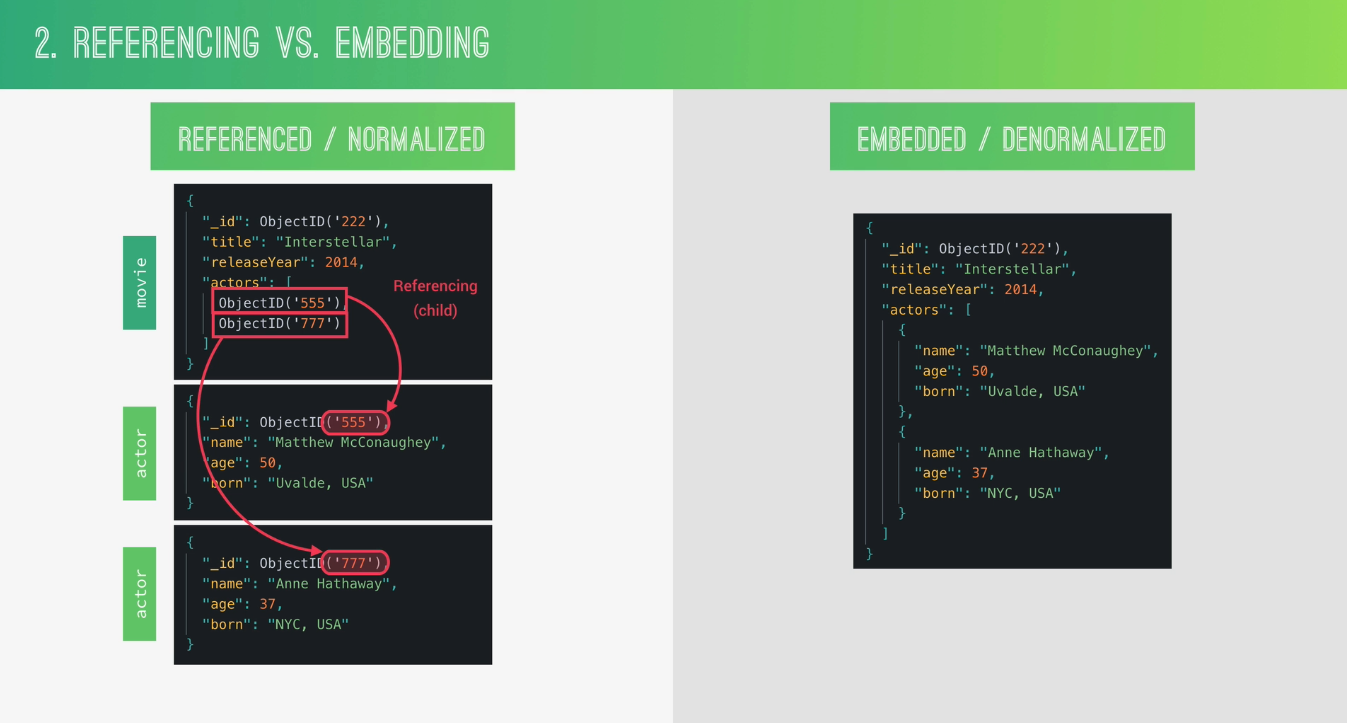 2. REFERENCING VS. EMBEDDING
REFERENCED / NORMALIZED
movie
{
"_id": ObjectID('222'),
"title": "Interstellar",
"releaseYear": 2014,
"actors": [
ObjectID('555'),
ObjectID('777')
]
}
Referencing
(child)
actor
{
"_id": ObjectID('555'),
"name": "Matthew McConaughey",
"age": 50,
"born": "Uvalde, USA"
}
actor
{
"_id": ObjectID('777'),
"name": "Anne Hathaway",
"age": 37,
"born": "NYC, USA"
}
EMBEDDED / DENORMALIZED
{
"_id": ObjectID('222'),
"title": "Interstellar",
"releaseYear": 2014,
"actors": [
{
"name": "Matthew McConaughey",
"age": 50,
"born": "Uvalde, USA"
},
{
"name": "Anne Hathaway",
"age": 37,
"born": "NYC, USA"
}
]
}